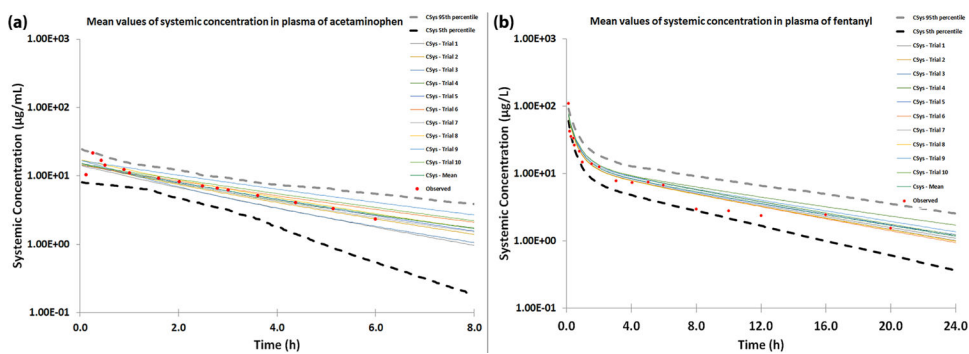 (a)
Mean values of systemic concentration in plasma of acetaminophen
CSys 95th percentile
CSys 5th percentile
CSys - Trial 1
CSys - Trial 2
CSys - Trial 3
CSys - Trial 4
CSys - Trial 5
CSys - Trial 6
CSys - Trial 7
CSys - Trial 8
CSys - Trial 9
CSys - Trial 10
CSys - Mean
Observed
Systemic Concentration (µg/mL)
1.00E+03
1.00E+02
1.00E+01
1.00E+00
1.00E-01
0.0 2.0 4.0 6.0 8.0
Time (h)
(b)
Mean values of systemic concentration in plasma of fentanyl
CSys 95th percentile
CSys 5th percentile
CSys - Trial 1
CSys - Trial 2
CSys - Trial 3
CSys - Trial 4
CSys - Trial 5
CSys - Trial 6
CSys - Trial 7
CSys - Trial 8
CSys - Trial 9
CSys - Trial 10
CSys - Mean
Observed
Systemic Concentration (µg/L)
1.00E+03
1.00E+02
1.00E+01
1.00E+00
1.00E-01
0.0 4.0 8.0 12.0 16.0 20.0 24.0
Time (h)